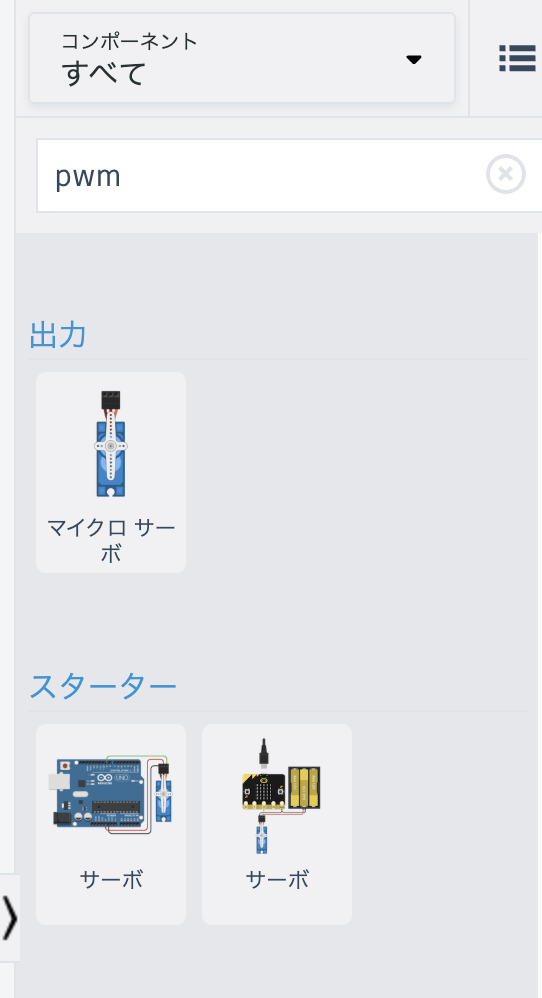 コンポーネント
すべて
pwm
出力
マイクロ サー
ボ
スターター
サーボ
サーボ